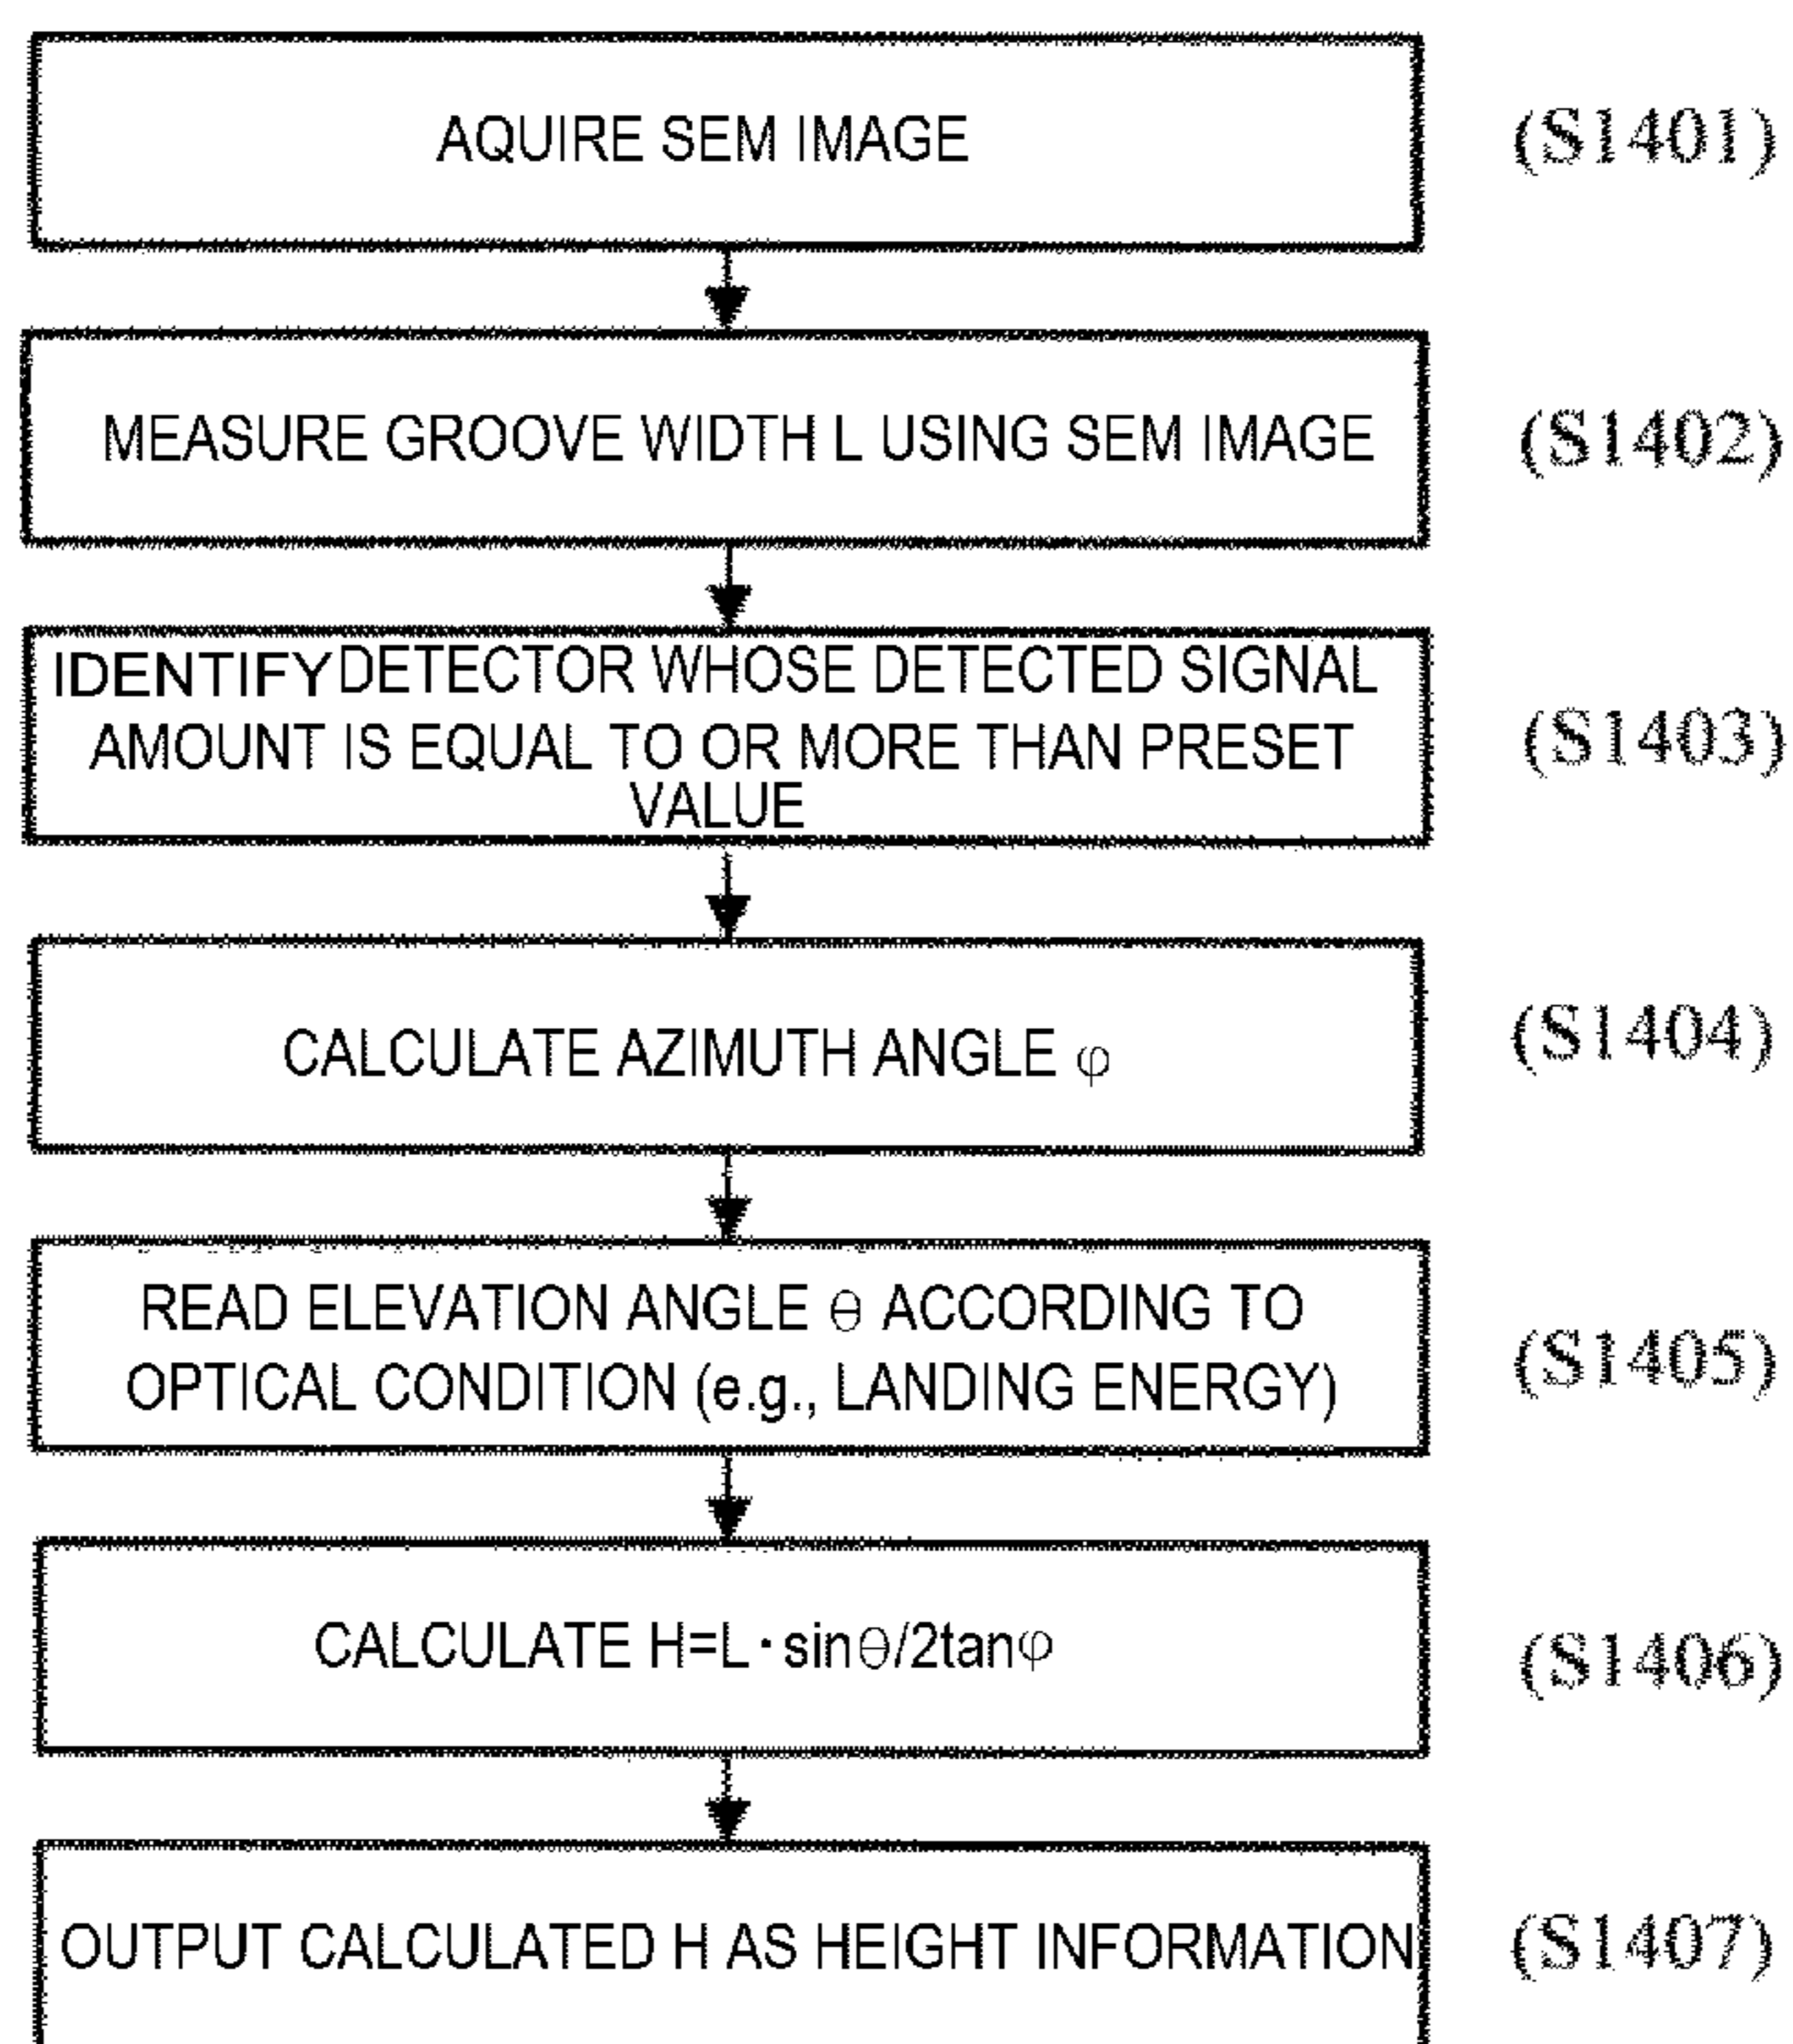 AQUIRE SEM IMAGE
(S1401)
MEASURE GROOVE WIDTH L USING SEM IMAGE
(S1402)
IDENTIFY DETECTOR WHOSE DETECTED SIGNAL
AMOUNT IS EQUAL TO OR MORE THAN PRESET
VALUE
(S1403)
CALCULATE AZIMUTH ANGLE φ
(S1404)
READ ELEVATION ANGLE θ ACCORDING TO
OPTICAL CONDITION (e.g., LANDING ENERGY)
(S1405)
CALCULATE H=L・sinθ/2tanφ
(S1406)
OUTPUT CALCULATED H AS HEIGHT INFORMATION
(S1407)